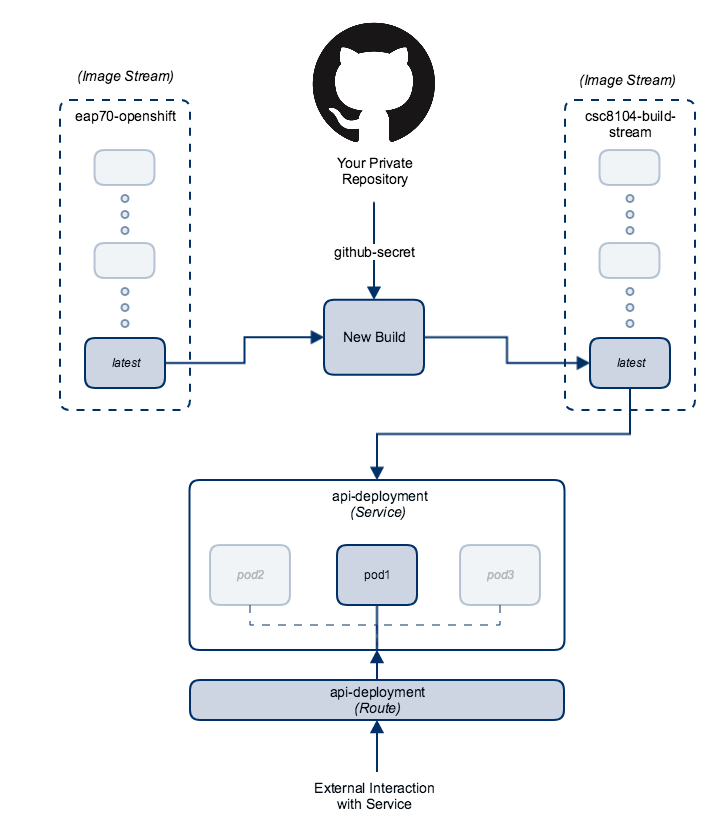 (Image Stream)
eap70-openshift
latest
Your Private
Repository
github-secret
New Build
(Image Stream)
csc8104-build-
stream
latest
api-deployment
(Service)
pod2
pod1
pod3
api-deployment
(Route)
External Interaction
with Service